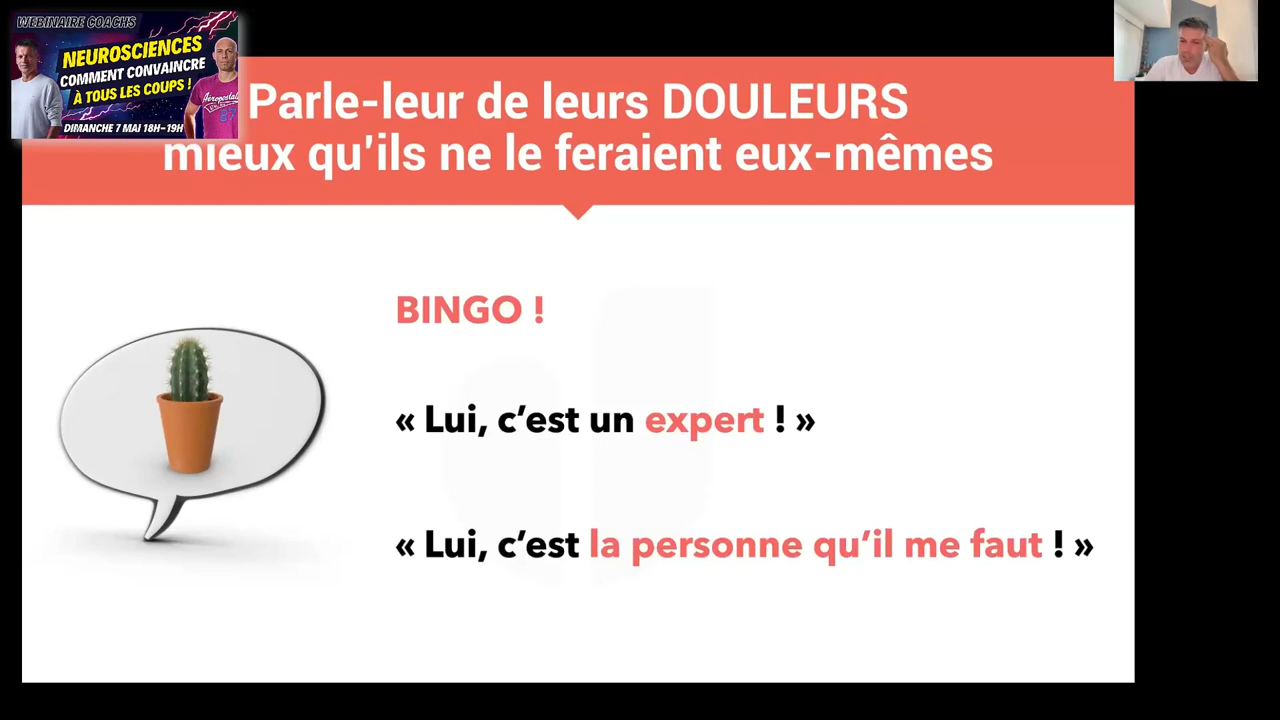 WEBINAIRE COACHS
NEUROSCIENCES
COMMENT CONVAINCRE
À TOUS LES COUPS !
DIMANCHE 7 MAI 18H-19H
Parle-leur de leurs DOULEURS
mieux qu’ils ne le feraient eux-mêmes
BINGO !
« Lui, c’est un expert ! »
« Lui, c’est la personne qu’il me faut ! »